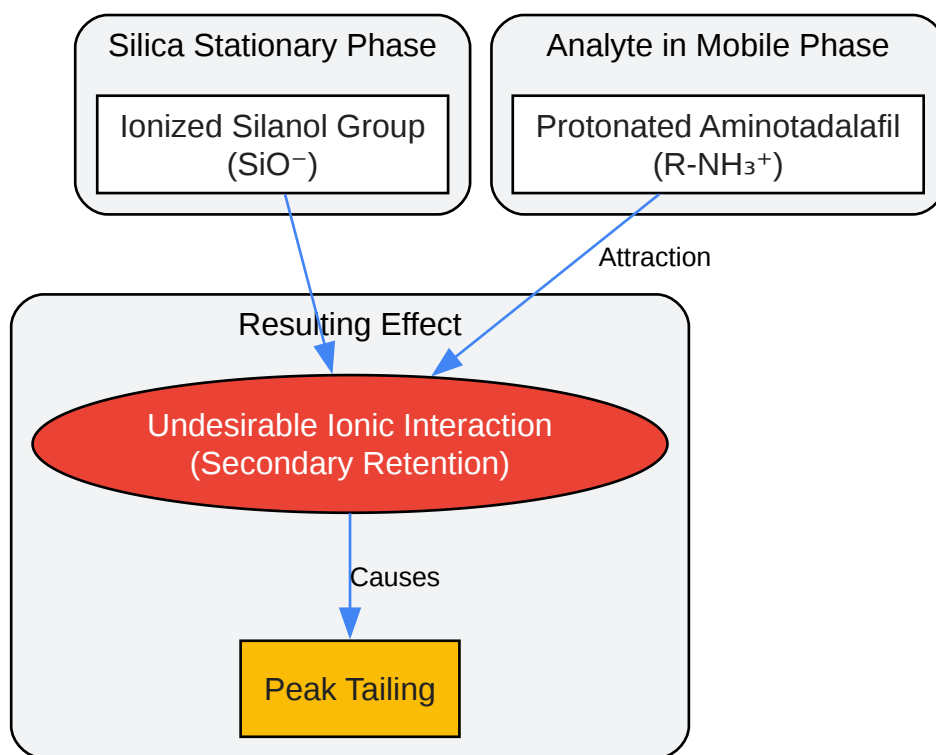 Silica Stationary Phase
Ionized Silanol Group
(SiO⁻)
Analyte in Mobile Phase
Protonated Aminotadalafil
(R-NH₃⁺)
Attraction
Resulting Effect
Undesirable Ionic Interaction
(Secondary Retention)
Causes
Peak Tailing